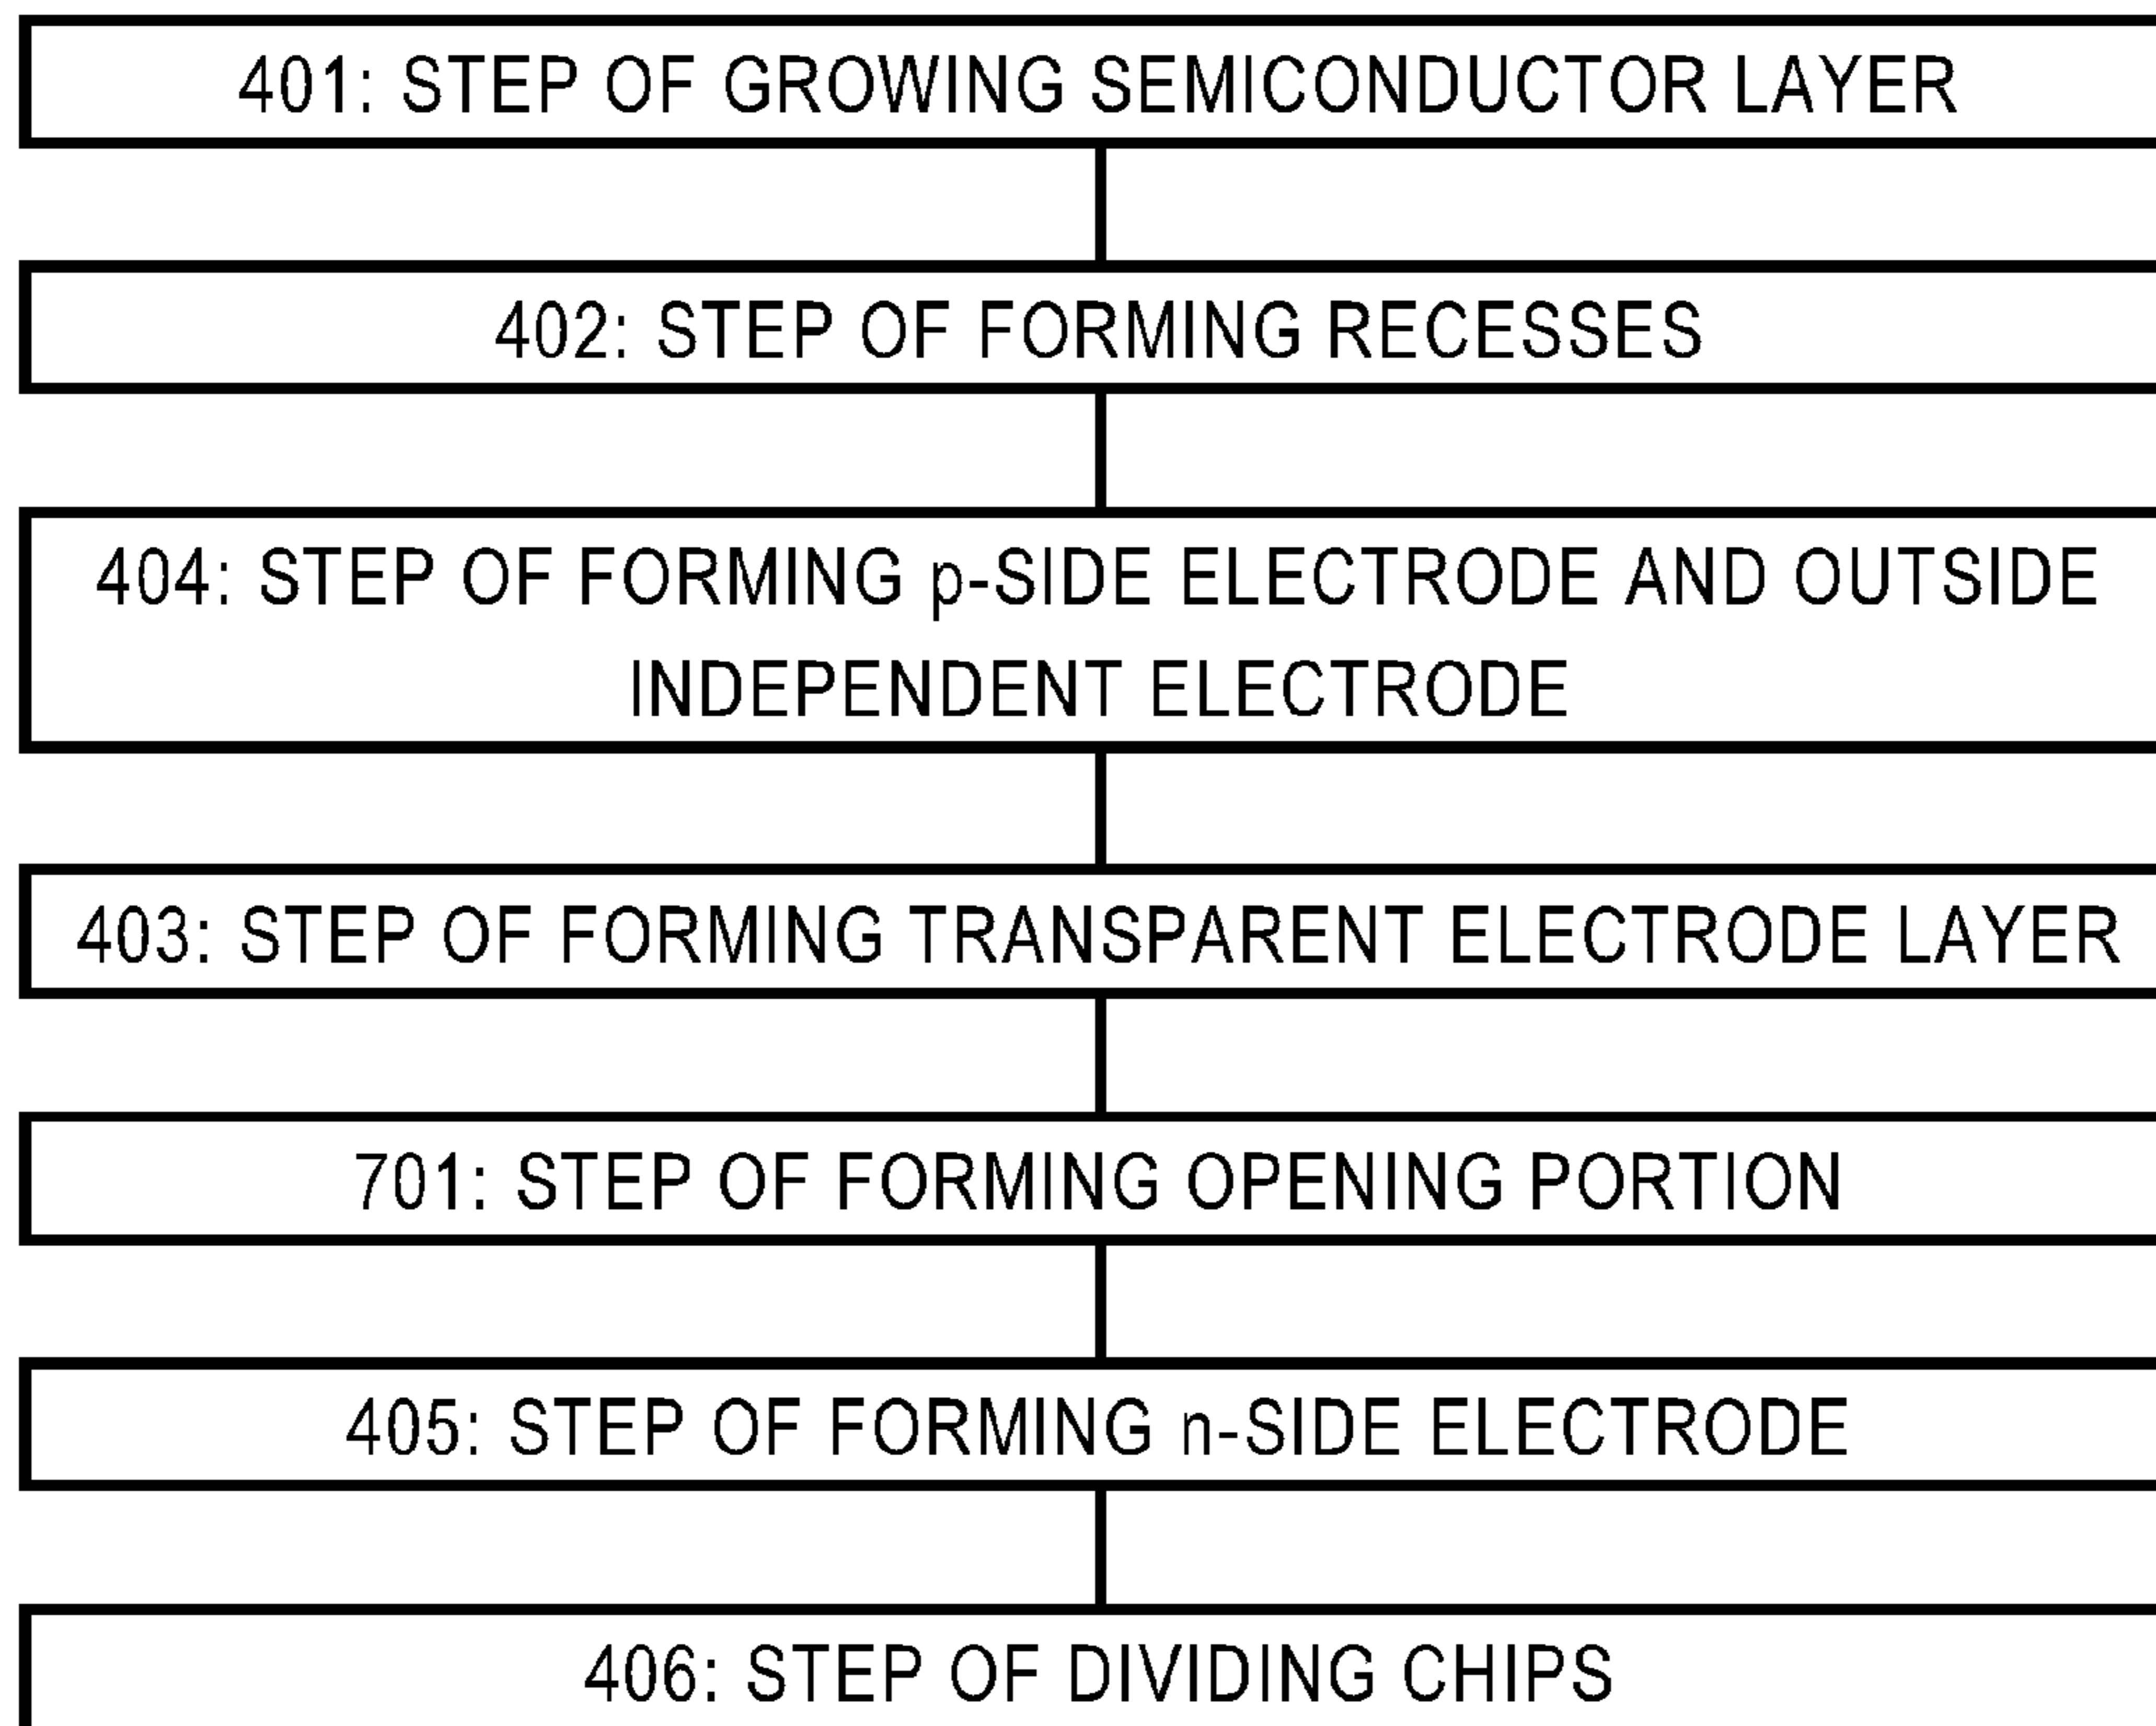 401: STEP OF GROWING SEMICONDUCTOR LAYER
402: STEP OF FORMING RECESSES
404: STEP OF FORMING p-SIDE ELECTRODE AND OUTSIDE
INDEPENDENT ELECTRODE
403: STEP OF FORMING TRANSPARENT ELECTRODE LAYER
701: STEP OF FORMING OPENING PORTION
405: STEP OF FORMING n-SIDE ELECTRODE
406: STEP OF DIVIDING CHIPS